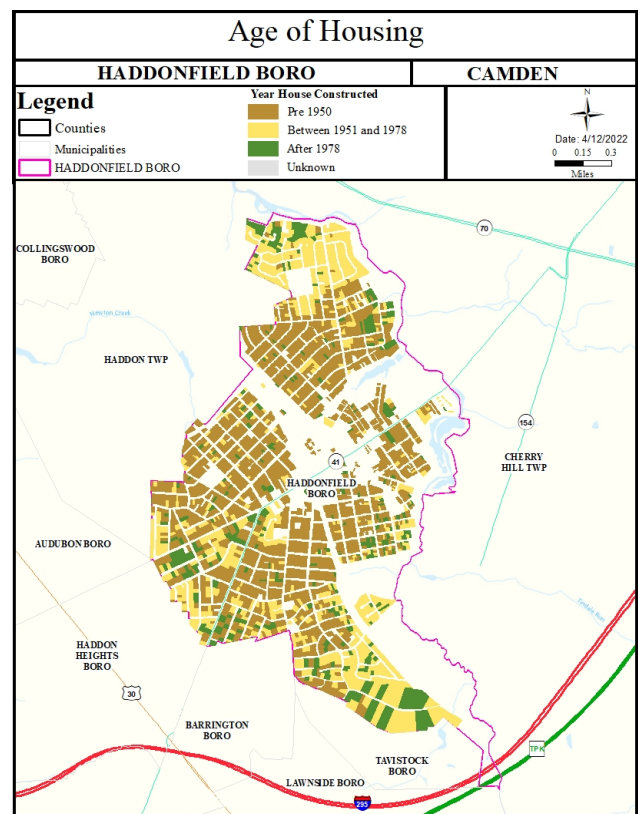 Age of Housing
HADDONFIELD BORO
CAMDEN
Legend
Counties
Municipalities
HADDONFIELD BORO
Year House Constructed
Pre 1950
Between 1951 and 1978
After 1978
Unknown
N
Date: 4/12/2022
0 0.15 0.3
Miles
70
COLLINGSWOOD
BORO
HADDON TWP
154
CHERRY
HILL TWP
41
HADDONFIELD
BORO
AUDUBON BORO
HADDON
HEIGHTS
BORO
30
BARRINGTON
BORO
TAVISTOCK
BORO
TPK
LAWNSIDE BORO
295